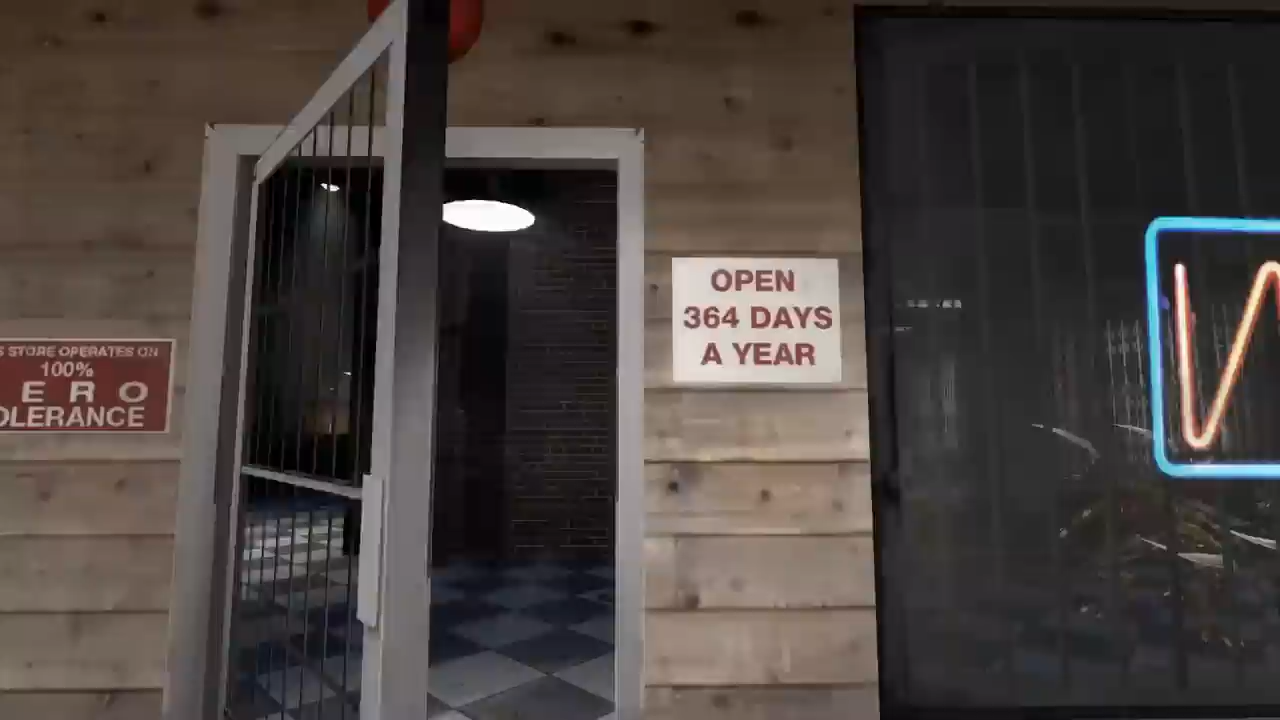 S STORE OPERATES ON
100%
E R O
OLERANCE
OPEN
364 DAYS
A YEAR